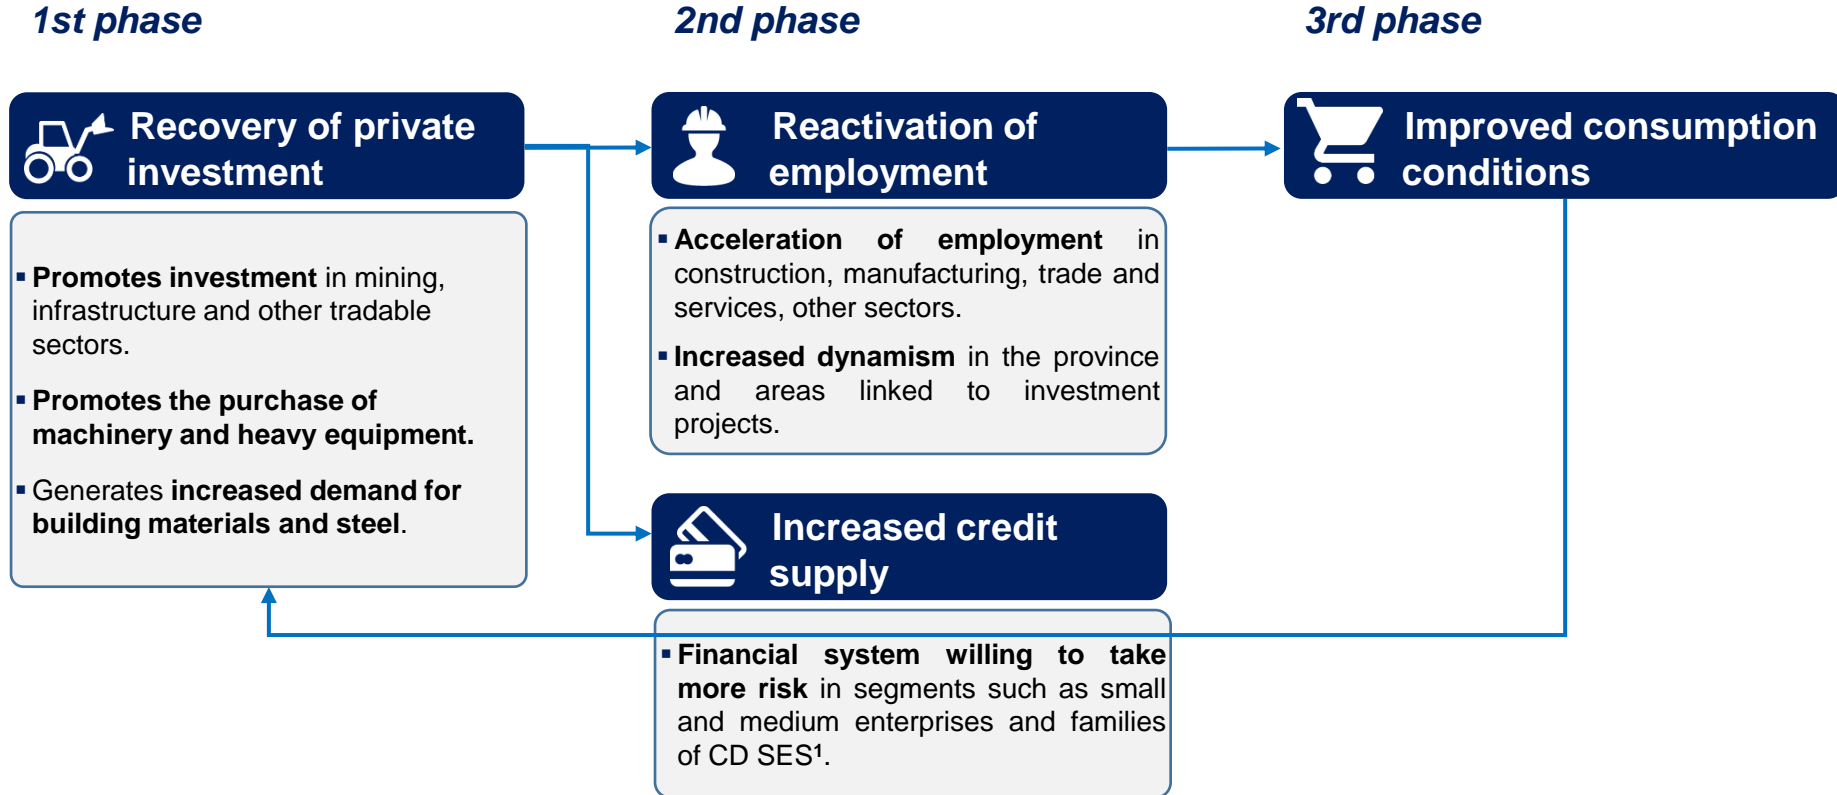 1st phase
2nd phase
3rd phase
Recovery of private
investment
▪ Promotes investment in mining,
infrastructure and other tradable
sectors.
▪ Promotes the purchase of
machinery and heavy equipment.
▪ Generates increased demand for
building materials and steel.
Reactivation of
employment
▪ Acceleration of employment in
construction, manufacturing, trade and
services, other sectors.
▪ Increased dynamism in the province
and areas linked to investment
projects.
Increased credit
supply
▪ Financial system willing to take
more risk in segments such as small
and medium enterprises and families
of CD SES¹.
Improved consumption
conditions